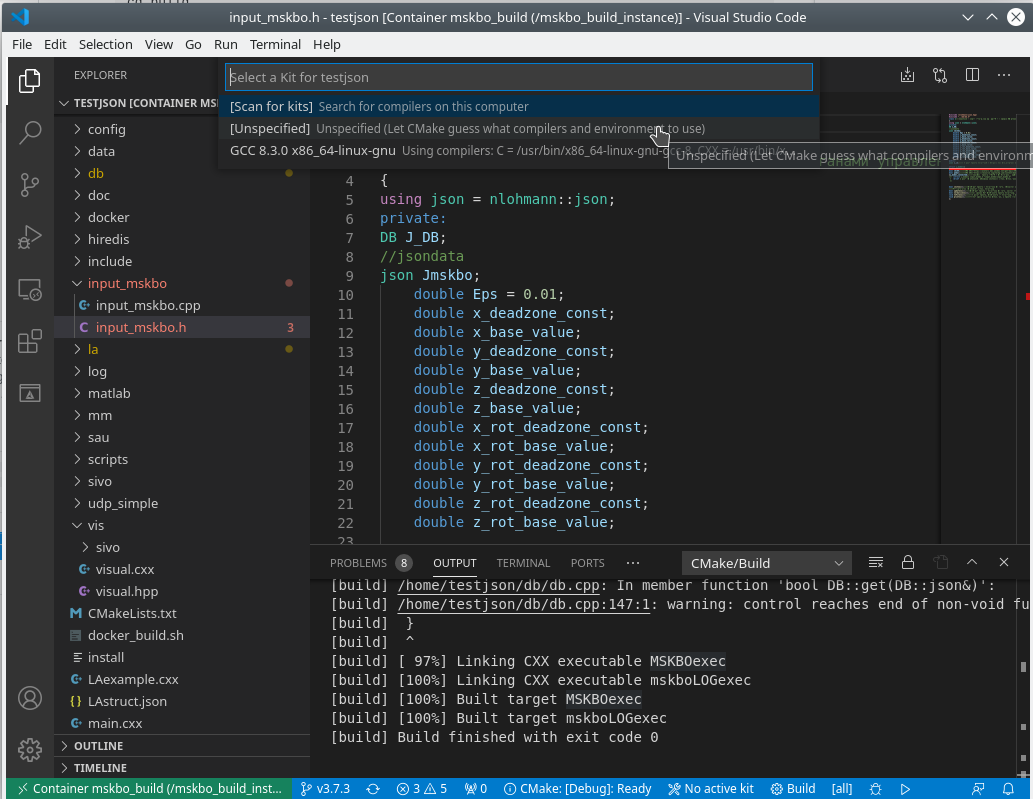 input_mskbo.h - testjson [Container mskbo_build (/mskbo_build_instance)] - Visual Studio Code
File Edit Selection View Go Run Terminal Help
EXPLORER
TESTJSON [CONTAINER MS
config
data
db
doc
docker
hiredis
include
input_mskbo
input_mskbo.cpp
input_mskbo.h 3
la
log
matlab
mm
sau
scripts
sivo
udp_simple
vis
sivo
visual.cxx
visual.hpp
CMakeLists.txt
docker_build.sh
install
LAexample.cxx
LAstruct.json
main.cxx
OUTLINE
TIMELINE
Select a Kit for testjson
[Scan for kits] Search for compilers on this computer
[Unspecified] Unspecified (Let CMake guess what compilers and environment to use)
GCC 8.3.0 x86_64-linux-gnu Using compilers: C = /usr/bin/x86_64-linux-gnu-gcc-8, CXX = /usr/bin/x...
Unspecified (Let CMake guess what compilers and environm
4 {
5 using json = nlohmann::json;
6 private:
7 DB J_DB;
8 //jsondata
9 json Jmskbo;
10 double Eps = 0.01;
11 double x_deadzone_const;
12 double x_base_value;
13 double y_deadzone_const;
14 double y_base_value;
15 double z_deadzone_const;
16 double z_base_value;
17 double x_rot_deadzone_const;
18 double x_rot_base_value;
19 double y_rot_deadzone_const;
20 double y_rot_base_value;
21 double z_rot_deadzone_const;
22 double z_rot_base_value;
23
PROBLEMS 8 OUTPUT TERMINAL PORTS ... CMake/Build
[build] /home/testjson/db/db.cpp: In member function 'bool DB::get(DB::json&)':
[build] /home/testjson/db/db.cpp:147:1: warning: control reaches end of non-void fu
[build] }
[build] ^
[build] [ 97%] Linking CXX executable MSKBOexec
[build] [100%] Linking CXX executable mskboLOGexec
[build] [100%] Built target MSKBOexec
[build] [100%] Built target mskboLOGexec
[build] Build finished with exit code 0
Container mskbo_build (/mskbo_build_inst... v3.7.3 3 5 0 CMake: [Debug]: Ready No active kit Build [all]